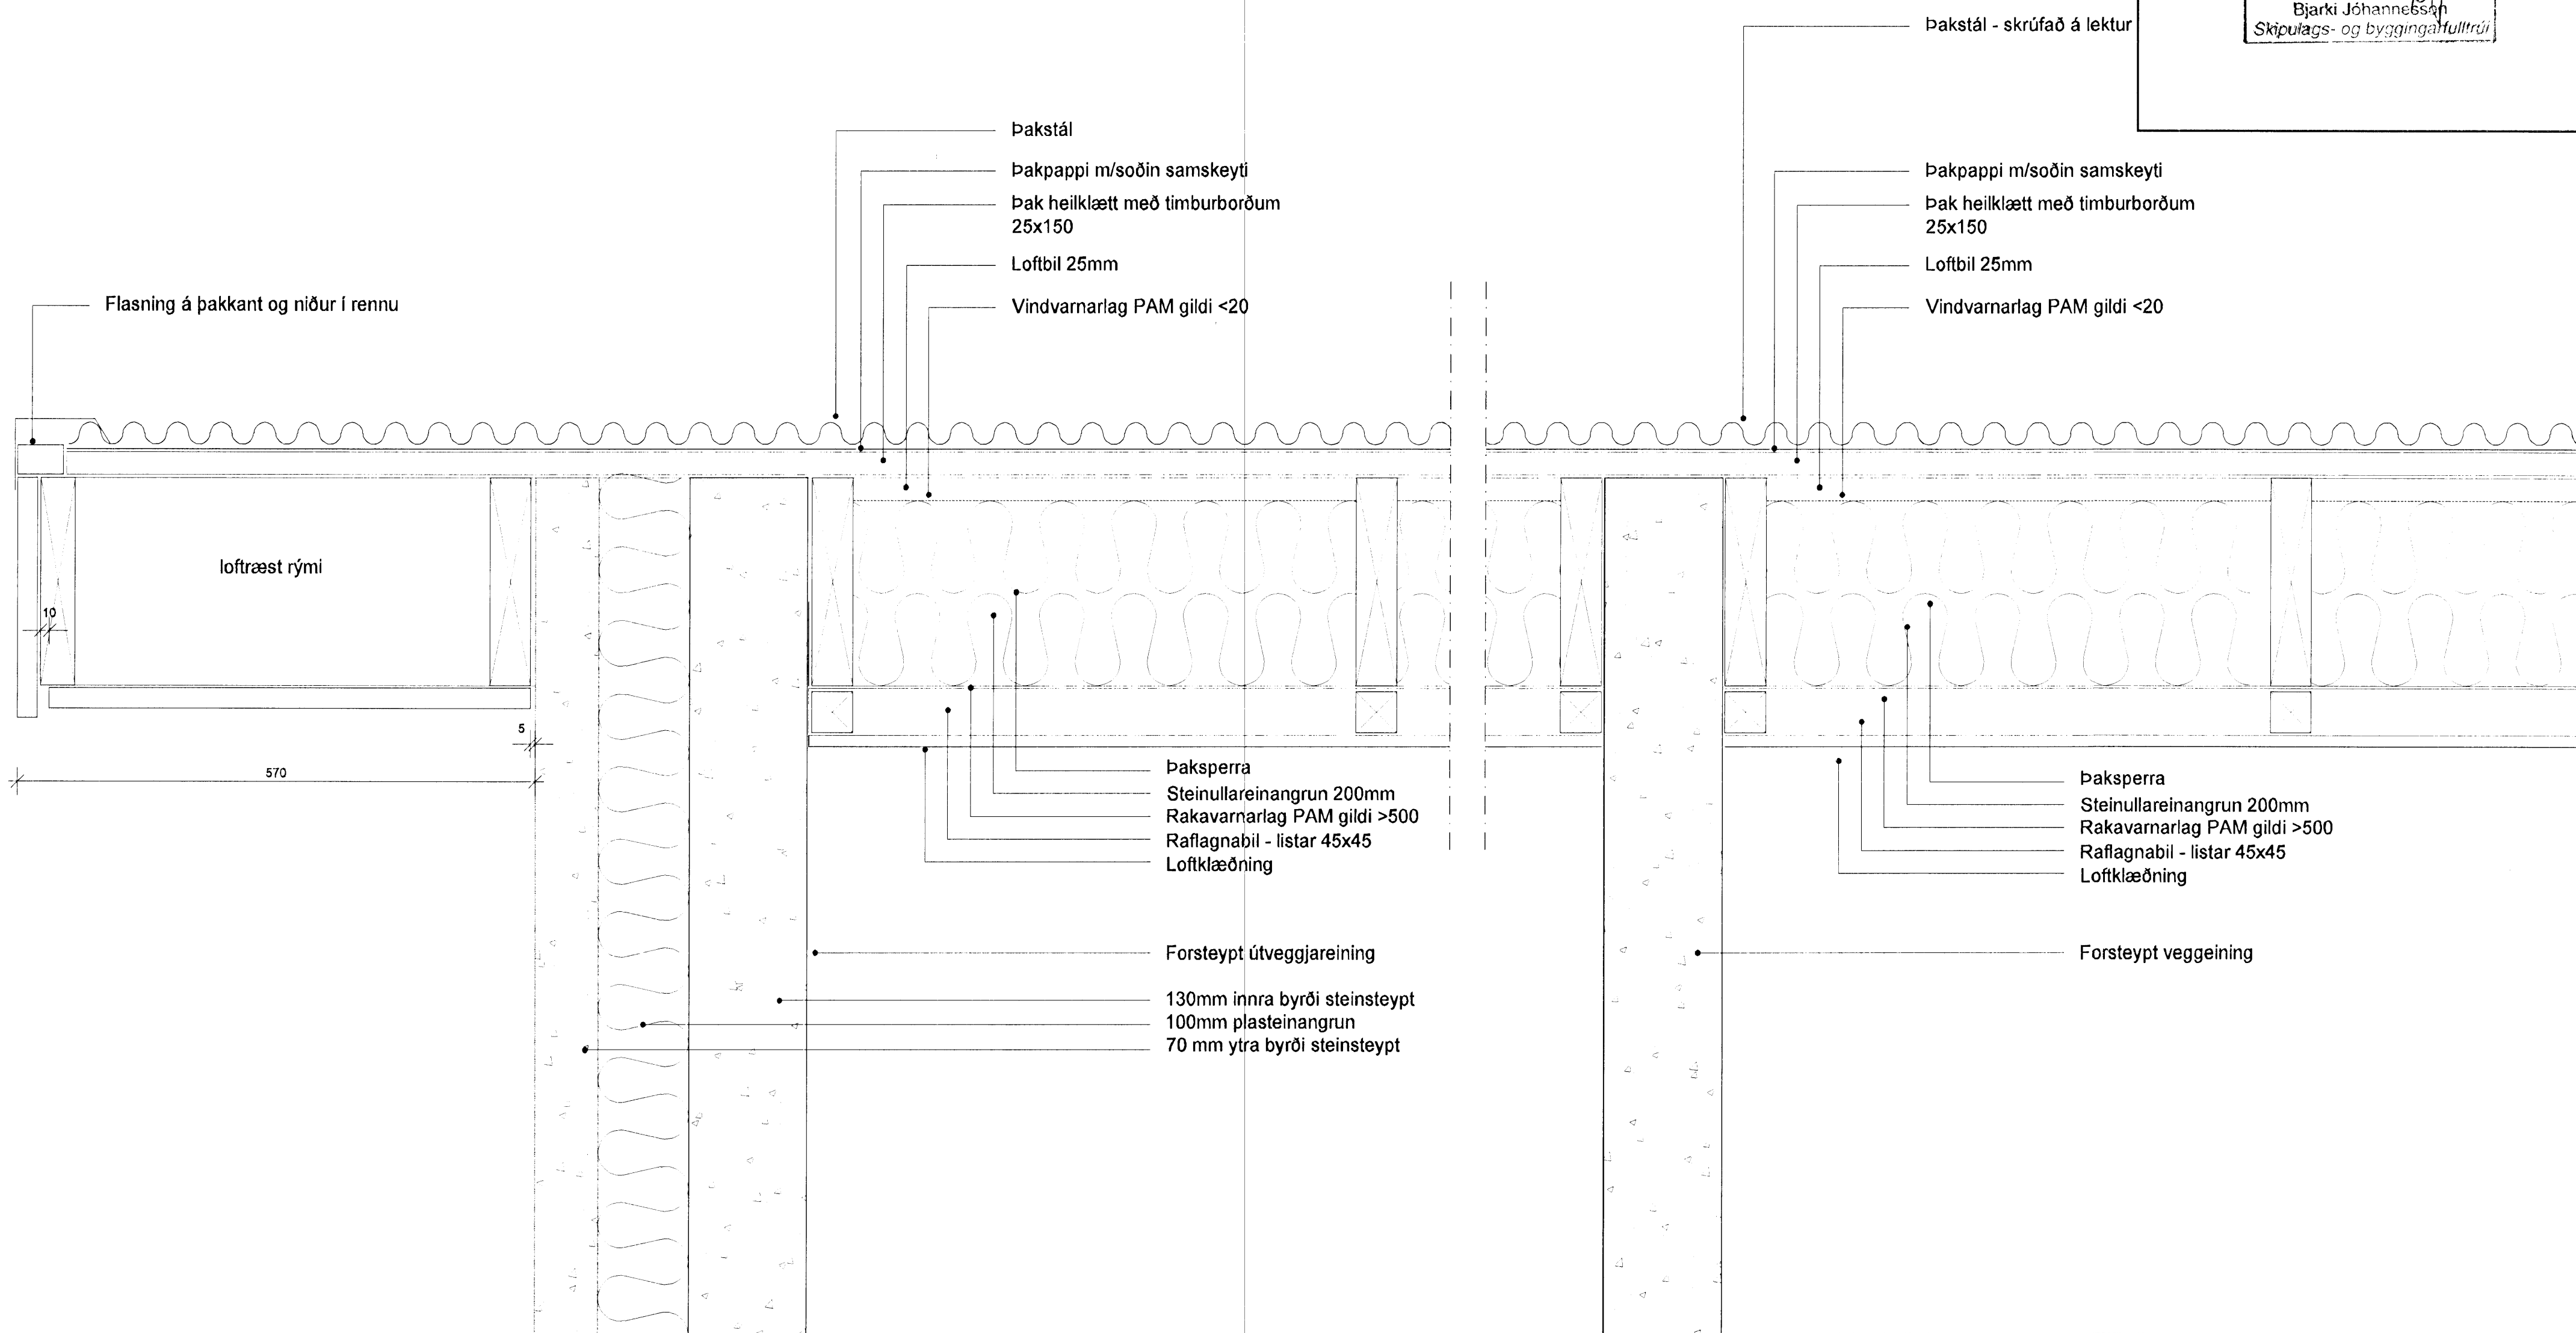 Bjarki Jóhannesson
Skipulags- og byggingarfulltrúi
Þakstál - skrúfað á lektur
Þakstál
Þakpappi m/soðin samskeyti
Þak heilklætt með timburborðum
25x150
Loftbil 25mm
Vindvarnarlag PAM gildi <20
Þakpappi m/soðin samskeyti
Þak heilklætt með timburborðum
25x150
Loftbil 25mm
Vindvarnarlag PAM gildi <20
Flasning á þakkant og niður í rennu
loftræst rými
10
5
570
Þaksperra
Steinullareinangrun 200mm
Rakavarnarlag PAM gildi >500
Raflagnabil - listar 45x45
Loftklæðning
Þaksperra
Steinullareinangrun 200mm
Rakavarnarlag PAM gildi >500
Raflagnabil - listar 45x45
Loftklæðning
Forsteypt útveggjareining
130mm innra byrði steinsteypt
100mm plasteinangrun
70 mm ytra byrði steinsteypt
Forsteypt veggeining